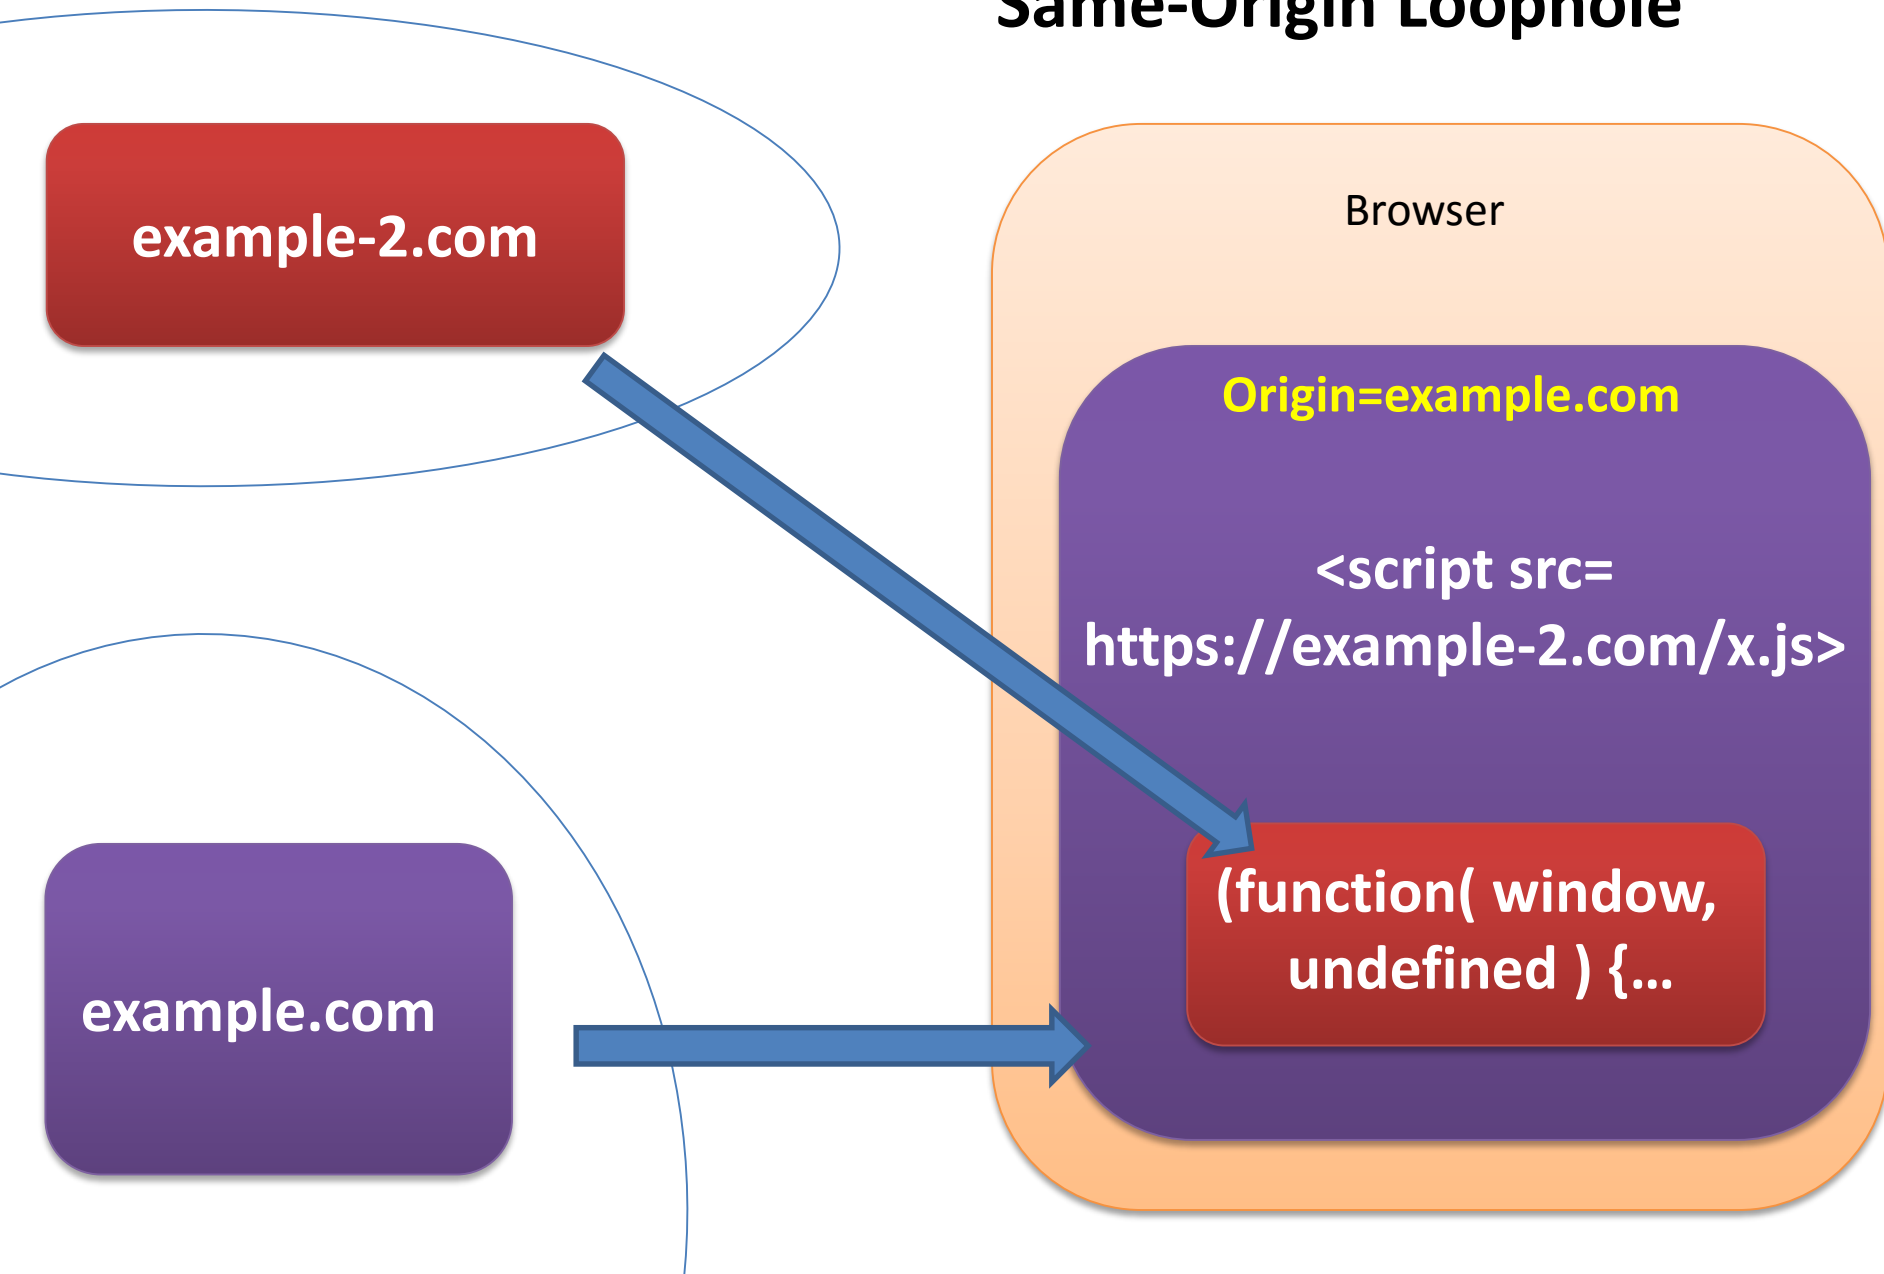 Same-Origin Loophole
example-2.com
Browser
Origin=example.com
<script src=
https://example-2.com/x.js>
(function( window,
undefined ) {...
example.com